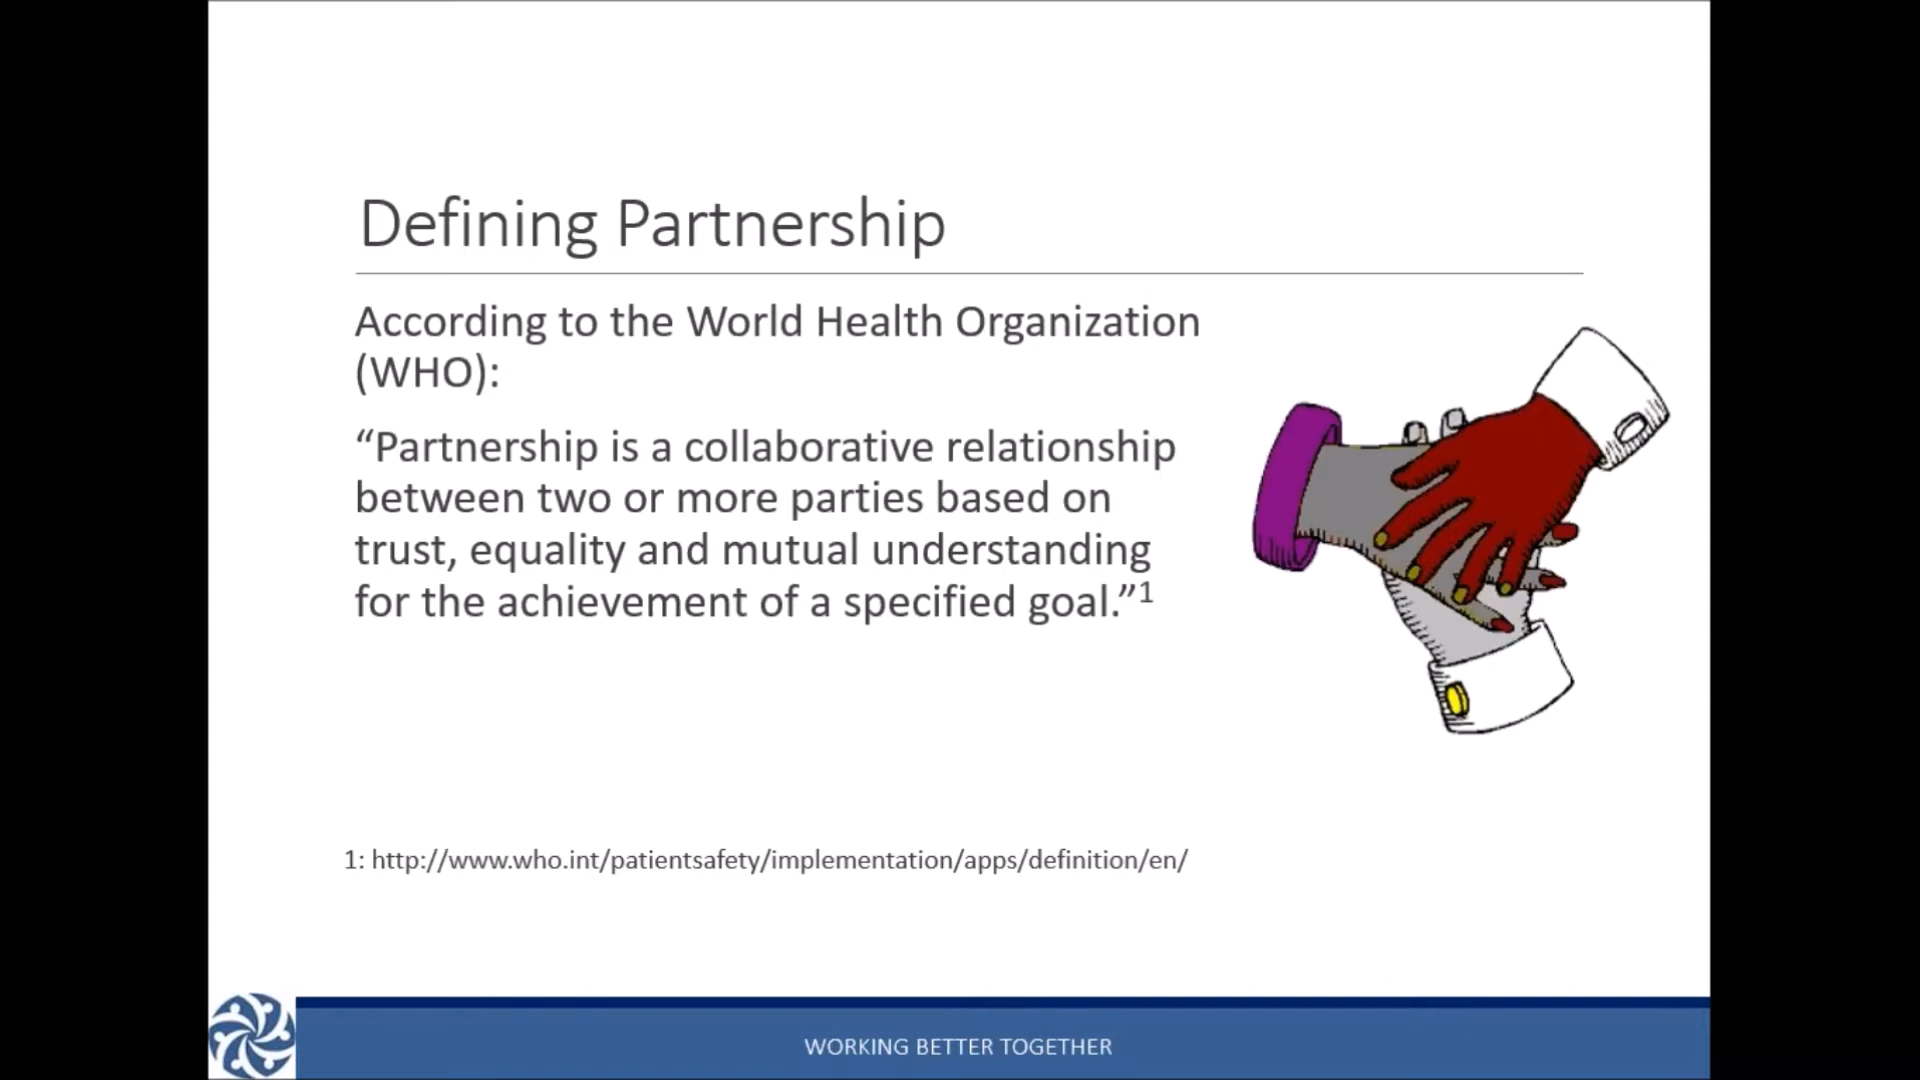 Defining Partnership
According to the World Health Organization
(WHO):
“Partnership is a collaborative relationship
between two or more parties based on
trust, equality and mutual understanding
for the achievement of a specified goal.”1
1: http://www.who.int/patientsafety/implementation/apps/definition/en/
WORKING BETTER TOGETHER